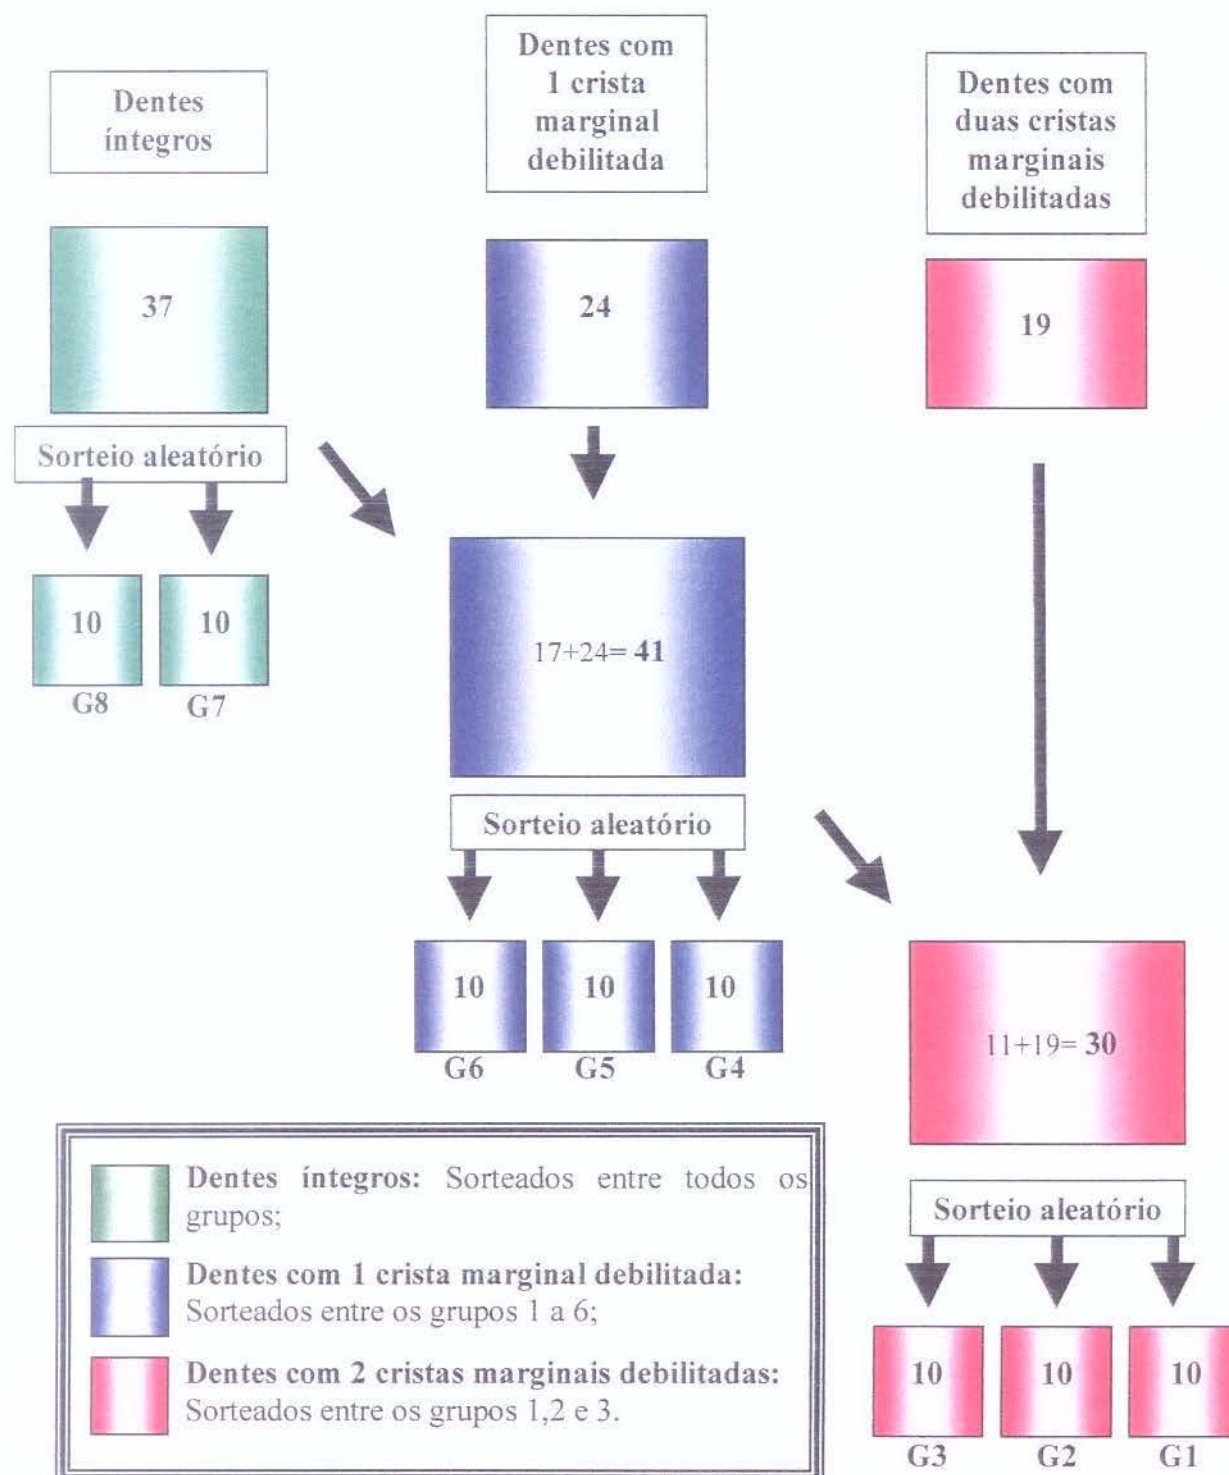 Dentes
íntegros
Dentes com
1 crista
marginal
debilitada
Dentes com
duas cristas
marginais
debilitadas
37
24
19
Sorteio aleatório
10
10
G8
G7
17+24= 41
Sorteio aleatório
10
10
10
G6
G5
G4
11+19= 30
Sorteio aleatório
10
10
10
G3
G2
G1
Dentes íntegros: Sorteados entre todos os
grupos;
Dentes com 1 crista marginal debilitada:
Sorteados entre os grupos 1 a 6;
Dentes com 2 cristas marginais debilitadas:
Sorteados entre os grupos 1,2 e 3.